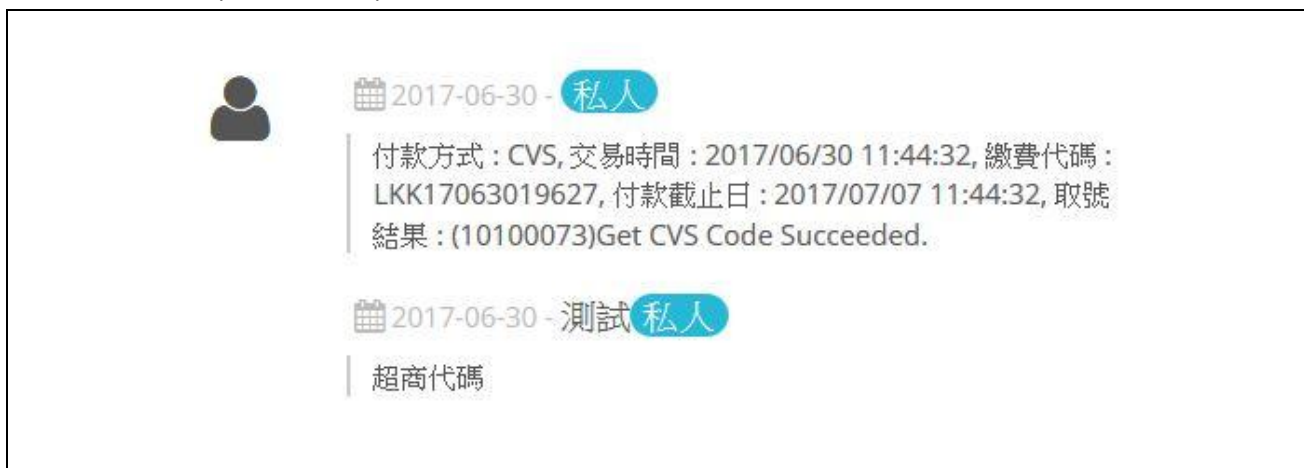 2017-06-30 - 私人
付款方式 : CVS, 交易時間 : 2017/06/30 11:44:32, 繳費代碼 :
LKK17063019627, 付款截止日 : 2017/07/07 11:44:32, 取號
結果 : (10100073)Get CVS Code Succeeded.
2017-06-30 - 測試私人
超商代碼